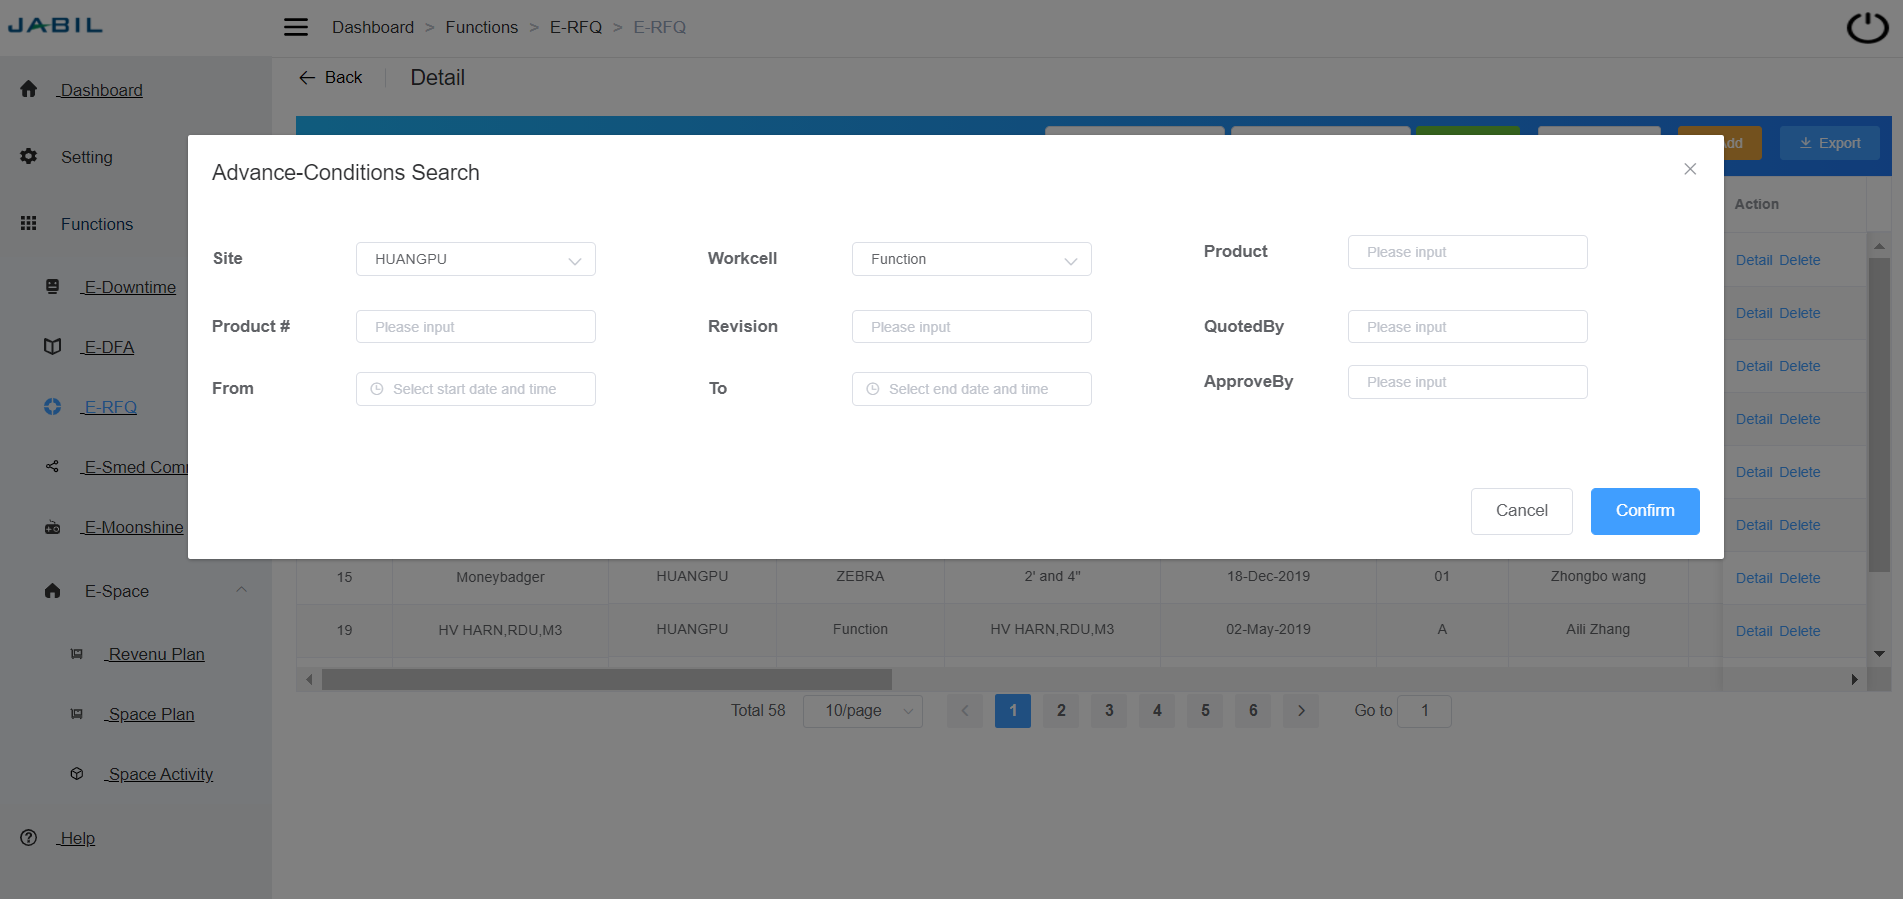 JABIL
Dashboard > Functions > E-RFQ > E-RFQ
Back
Detail
Export
Advance-Conditions Search
Site
HUANGPU
Workcell
Function
Product
Please input
Product #
Please input
Revision
Please input
QuotedBy
Please input
From
Select start date and time
To
Select end date and time
ApproveBy
Please input
Cancel
Confirm
Dashboard
Setting
Functions
E-Downtime
E-DFA
E-RFQ
E-Smed
E-Moonshine
E-Space
Revenu Plan
Space Plan
Space Activity
Help
Action
Detail Delete
Detail Delete
Detail Delete
Detail Delete
Detail Delete
Detail Delete
15 Moneybadger HUANGPU ZEBRA 2' and 4" 18-Dec-2019 01 Zhongbo wang Detail Delete
19 HV HARN,RDU,M3 HUANGPU Function HV HARN,RDU,M3 02-May-2019 A Aili Zhang Detail Delete
Total 58 10/page 1 2 3 4 5 6 Go to 1